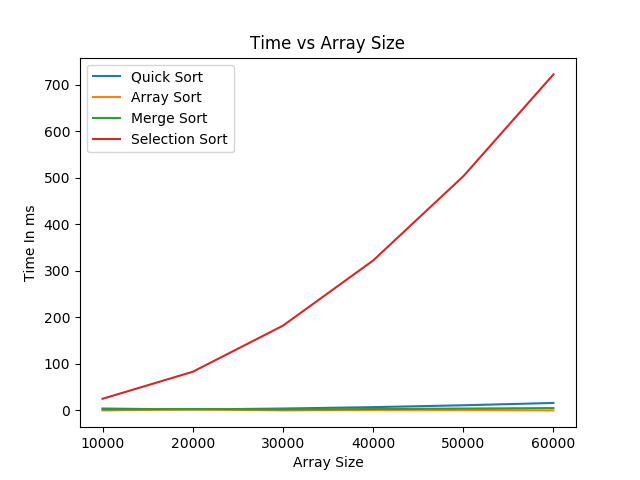 Time vs Array Size
Quick Sort
Array Sort
Merge Sort
Selection Sort
700
600
500
400
300
200
100
0
Time In ms
10000 20000 30000 40000 50000 60000
Array Size